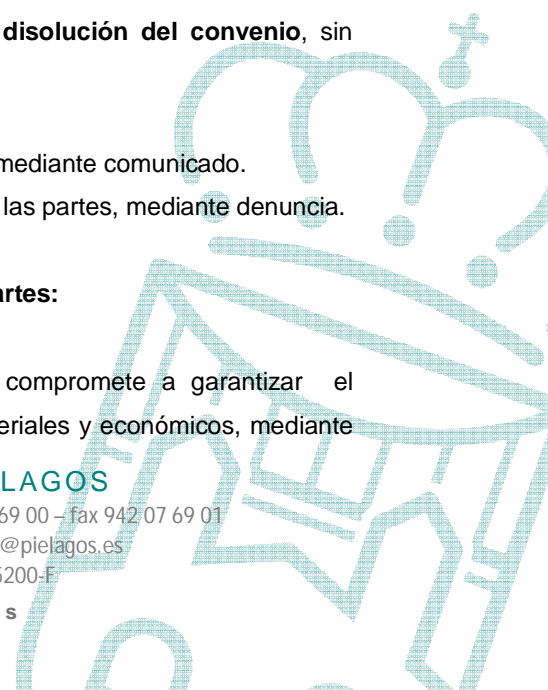 disolución del convenio, sin
mediante comunicado.
las partes, mediante denuncia.
artes:
compromete a garantizar el
eriales y económicos, mediante
LAGOS
69 00 – fax 942 07 69 01
@pielagos.es
5200-F
s